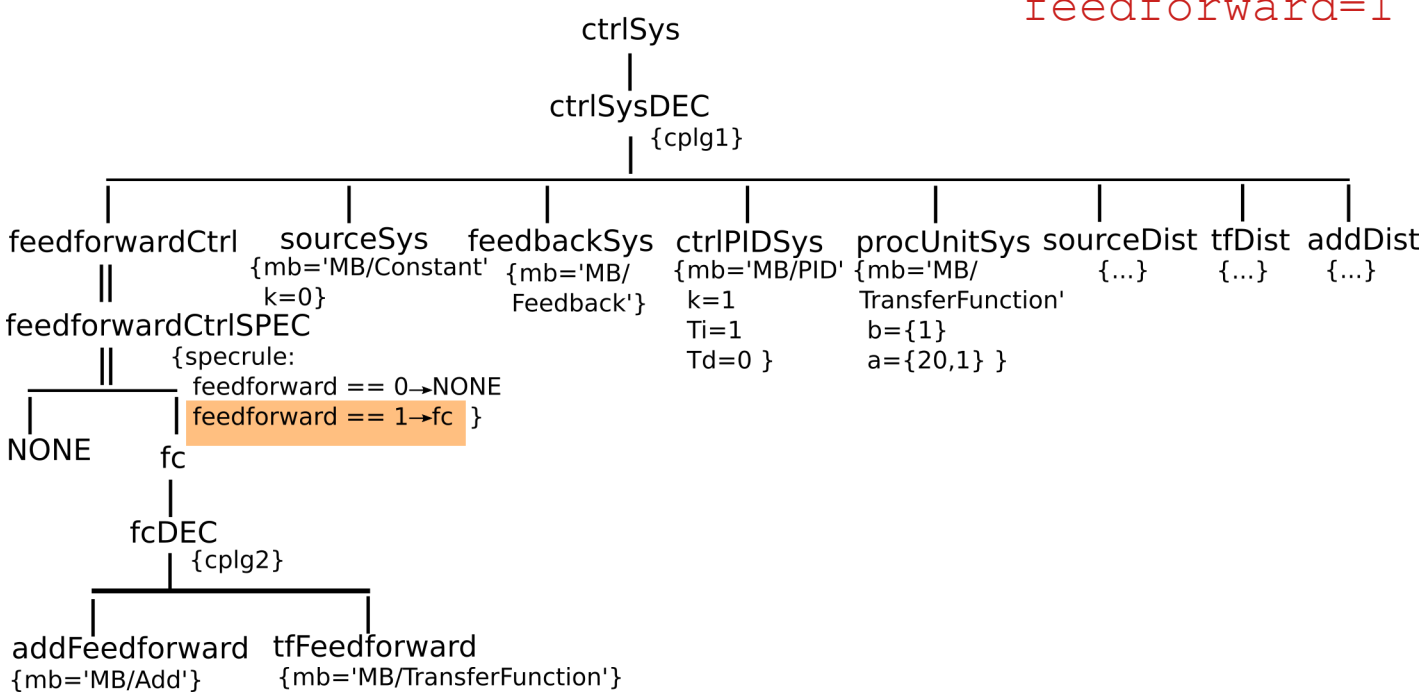 feedforward=1
ctrlSys
ctrlSysDEC
{cplg1}
feedforwardCtrl
sourceSys
{mb='MB/Constant'
k=0}
feedbackSys
{mb='MB/
Feedback'}
ctrlPIDSys
{mb='MB/PID'
k=1
Ti=1
Td=0 }
procUnitSys
{mb='MB/
TransferFunction'
b={1}
a={20,1} }
sourceDist
{...}
tfDist
{...}
addDist
{...}
feedforwardCtrlSPEC
{specrule:
feedforward == 0→NONE
feedforward == 1→fc }
NONE
fc
fcDEC
{cplg2}
addFeedforward
{mb='MB/Add'}
tfFeedforward
{mb='MB/TransferFunction'}